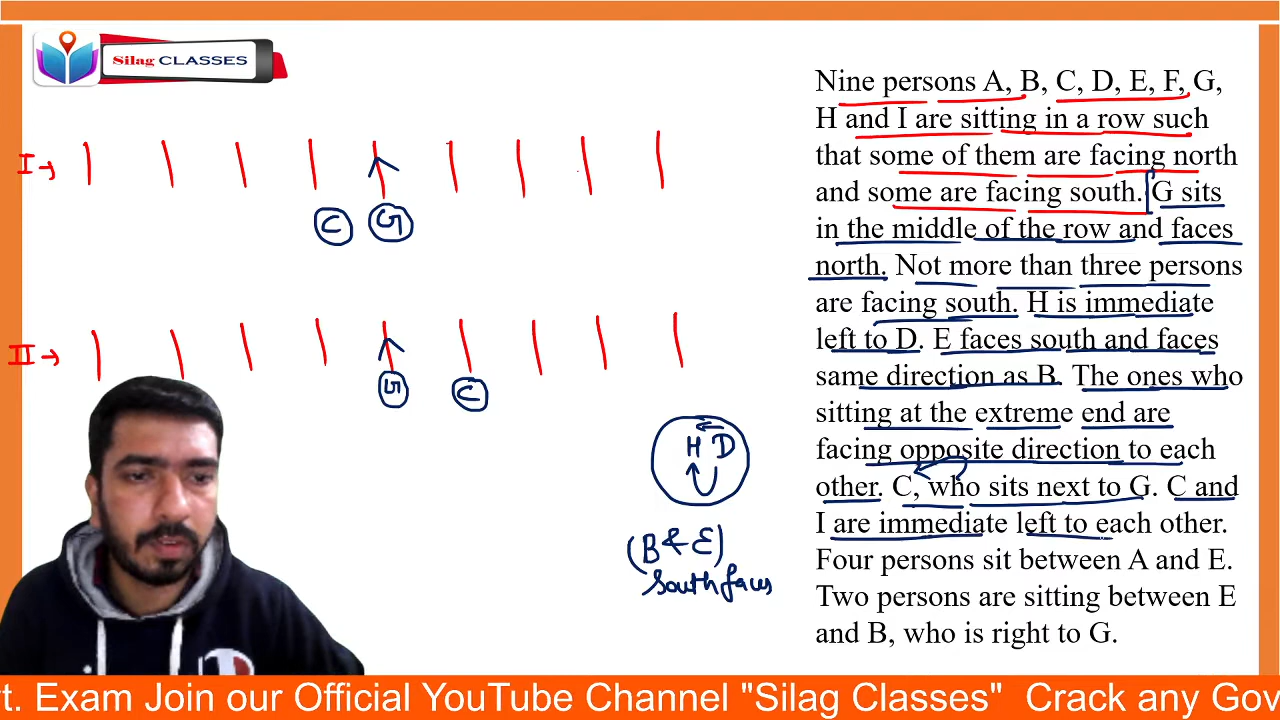 Silag CLASSES
Nine persons A, B, C, D, E, F, G,
H and I are sitting in a row such
that some of them are facing north
and some are facing south. G sits
in the middle of the row and faces
north. Not more than three persons
are facing south. H is immediate
left to D. E faces south and faces
same direction as B. The ones who
sitting at the extreme end are
facing opposite direction to each
other. C, who sits next to G. C and
I are immediate left to each other.
Four persons sit between A and E.
Two persons are sitting between E
and B, who is right to G.
I →
C G
II →
G C
H D
(B & E)
South faces
t. Exam Join our Official YouTube Channel "Silag Classes" Crack any Gov